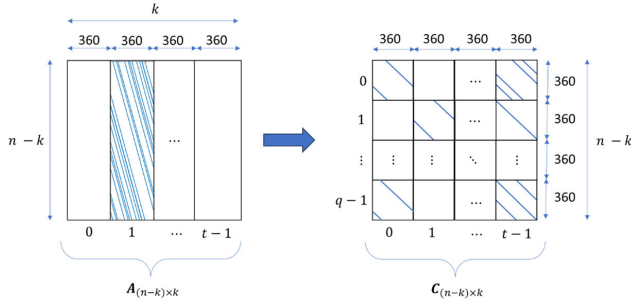 k
360 360 360 360
n − k
...
0 1 ... t − 1
A(n−k)×k
360 360 360 360
0 ... 360
1 ... 360
⋮ ⋮ ⋮ ⋱ ⋮ 360
q − 1 ... 360
n − k
0 1 ... t − 1
C(n−k)×k